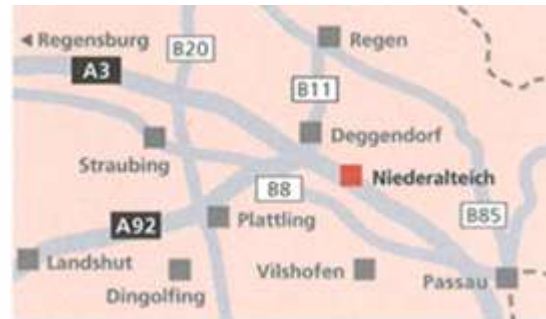 ◄ Regensburg
B20
Regen
A3
B11
Deggendorf
Straubing
Niederalteich
B8
A92
Plattling
B85
Landshut
Vilshofen
Passau
Dingolfing